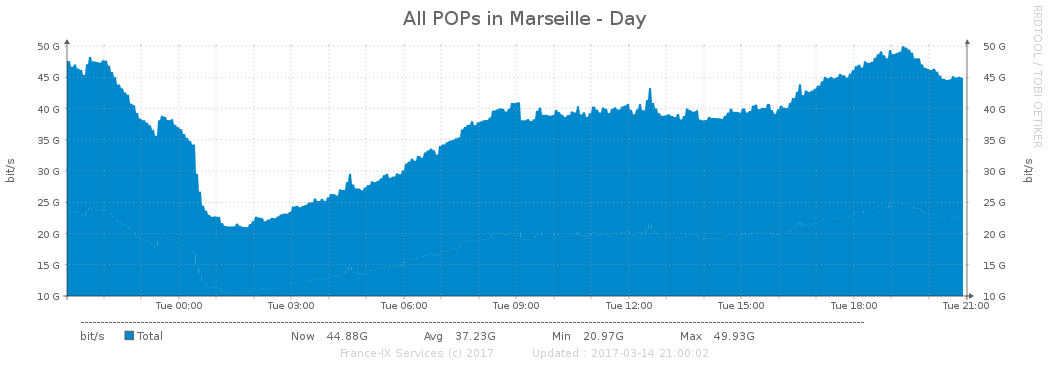 All POPs in Marseille - Day
RRDTOOL / TOBI OETIKER
50 G 50 G
45 G 45 G
40 G 40 G
35 G 35 G
30 G 30 G
25 G 25 G
20 G 20 G
15 G 15 G
10 G 10 G
bit/s
bit/s
Tue 00:00 Tue 03:00 Tue 06:00 Tue 09:00 Tue 12:00 Tue 15:00 Tue 18:00 Tue 21:00
bit/s Total Now 44.88G Avg 37.23G Min 20.97G Max 49.93G
France-IX Services (c) 2017 Updated : 2017-03-14 21:00:02